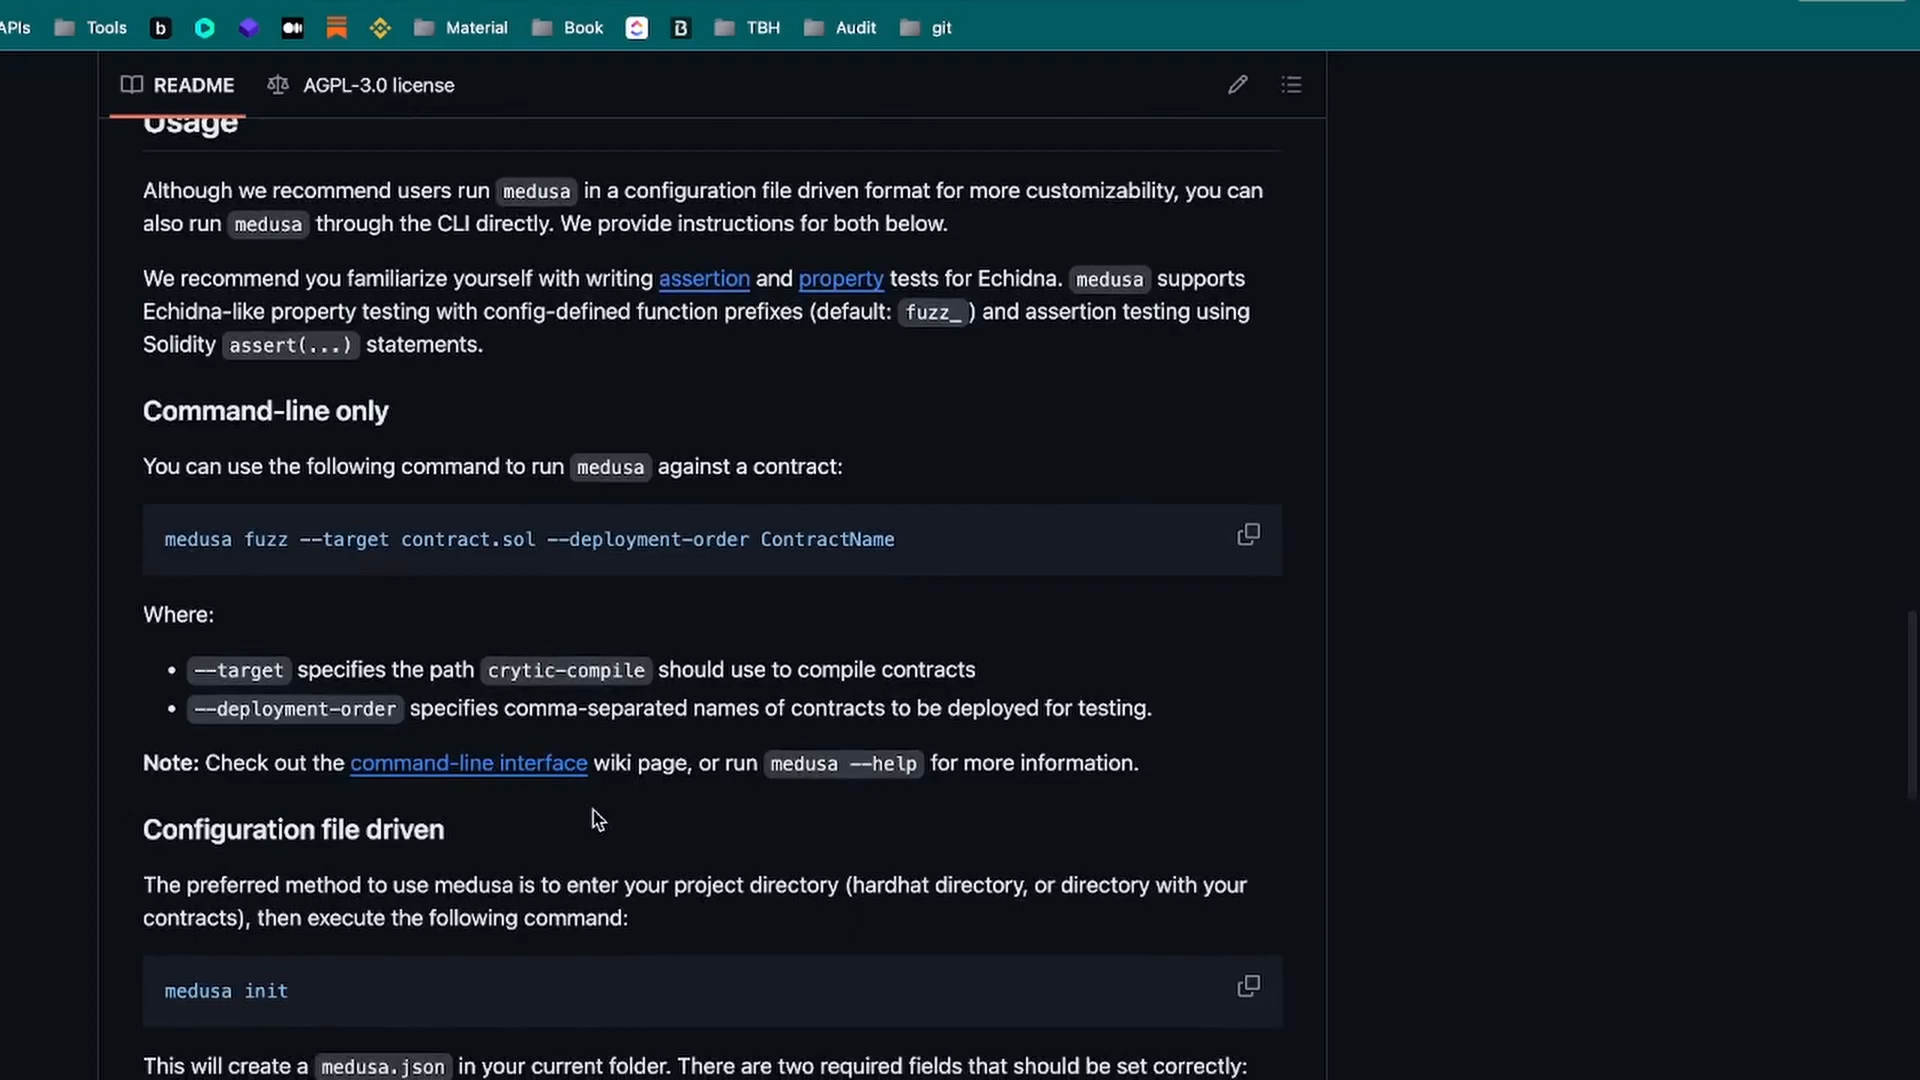 APIs Tools b Material Book B TBH Audit git
README AGPL-3.0 license
Usage
Although we recommend users run medusa in a configuration file driven format for more customizability, you can
also run medusa through the CLI directly. We provide instructions for both below.
We recommend you familiarize yourself with writing assertion and property tests for Echidna. medusa supports
Echidna-like property testing with config-defined function prefixes (default: fuzz_ ) and assertion testing using
Solidity assert(...) statements.
Command-line only
You can use the following command to run medusa against a contract:
medusa fuzz --target contract.sol --deployment-order ContractName
Where:
• --target specifies the path crytic-compile should use to compile contracts
• --deployment-order specifies comma-separated names of contracts to be deployed for testing.
Note: Check out the command-line interface wiki page, or run medusa --help for more information.
Configuration file driven
The preferred method to use medusa is to enter your project directory (hardhat directory, or directory with your
contracts), then execute the following command:
medusa init
This will create a medusa.json in your current folder. There are two required fields that should be set correctly: